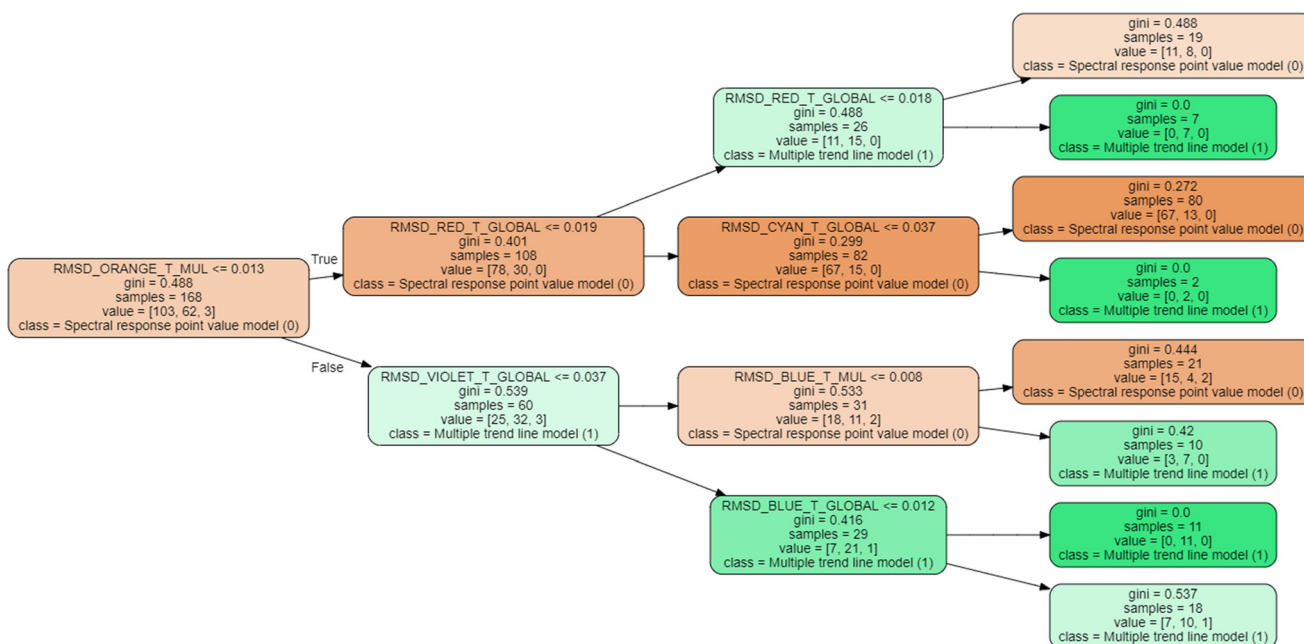 RMSD_ORANGE_T_MUL <= 0.013
gini = 0.488
samples = 168
value = [103, 62, 3]
class = Spectral response point value model (0)
True
False
RMSD_RED_T_GLOBAL <= 0.019
gini = 0.401
samples = 108
value = [78, 30, 0]
class = Spectral response point value model (0)
RMSD_VIOLET_T_GLOBAL <= 0.037
gini = 0.539
samples = 60
value = [25, 32, 3]
class = Multiple trend line model (1)
RMSD_RED_T_GLOBAL <= 0.018
gini = 0.488
samples = 26
value = [11, 15, 0]
class = Multiple trend line model (1)
RMSD_CYAN_T_GLOBAL <= 0.037
gini = 0.299
samples = 82
value = [67, 15, 0]
class = Spectral response point value model (0)
RMSD_BLUE_T_MUL <= 0.008
gini = 0.533
samples = 31
value = [18, 11, 2]
class = Spectral response point value model (0)
RMSD_BLUE_T_GLOBAL <= 0.012
gini = 0.416
samples = 29
value = [7, 21, 1]
class = Multiple trend line model (1)
gini = 0.488
samples = 19
value = [11, 8, 0]
class = Spectral response point value model (0)
gini = 0.0
samples = 7
value = [0, 7, 0]
class = Multiple trend line model (1)
gini = 0.272
samples = 80
value = [67, 13, 0]
class = Spectral response point value model (0)
gini = 0.0
samples = 2
value = [0, 2, 0]
class = Multiple trend line model (1)
gini = 0.444
samples = 21
value = [15, 4, 2]
class = Spectral response point value model (0)
gini = 0.42
samples = 10
value = [3, 7, 0]
class = Multiple trend line model (1)
gini = 0.0
samples = 11
value = [0, 11, 0]
class = Multiple trend line model (1)
gini = 0.537
samples = 18
value = [7, 10, 1]
class = Multiple trend line model (1)